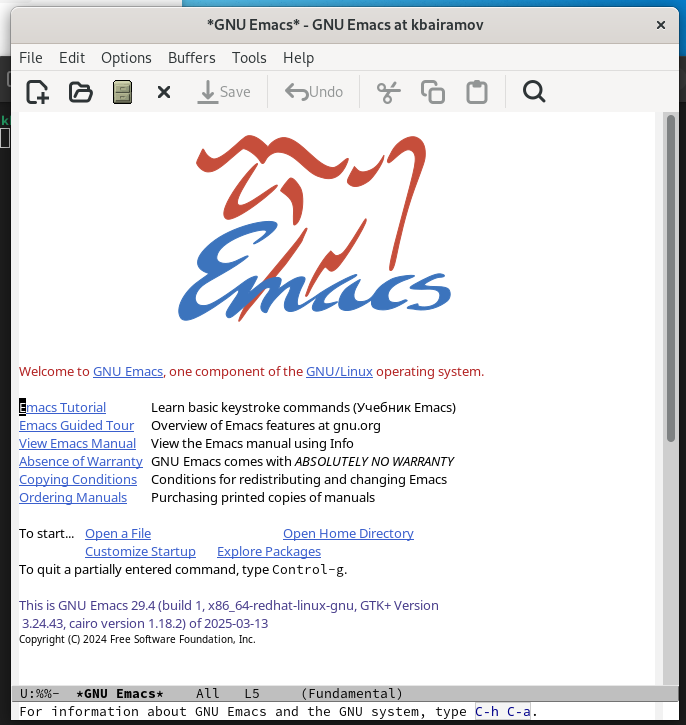 *GNU Emacs* - GNU Emacs at kbairamov
File Edit Options Buffers Tools Help
Save Undo
Emacs
Welcome to GNU Emacs, one component of the GNU/Linux operating system.
Emacs Tutorial Learn basic keystroke commands (Учебник Emacs)
Emacs Guided Tour Overview of Emacs features at gnu.org
View Emacs Manual View the Emacs manual using Info
Absence of Warranty GNU Emacs comes with ABSOLUTELY NO WARRANTY
Copying Conditions Conditions for redistributing and changing Emacs
Ordering Manuals Purchasing printed copies of manuals
To start... Open a File Open Home Directory
Customize Startup Explore Packages
To quit a partially entered command, type Control-g.
This is GNU Emacs 29.4 (build 1, x86_64-redhat-linux-gnu, GTK+ Version
3.24.43, cairo version 1.18.2) of 2025-03-13
Copyright (C) 2024 Free Software Foundation, Inc.
U:%%- *GNU Emacs* All L5 (Fundamental)
For information about GNU Emacs and the GNU system, type C-h C-a.